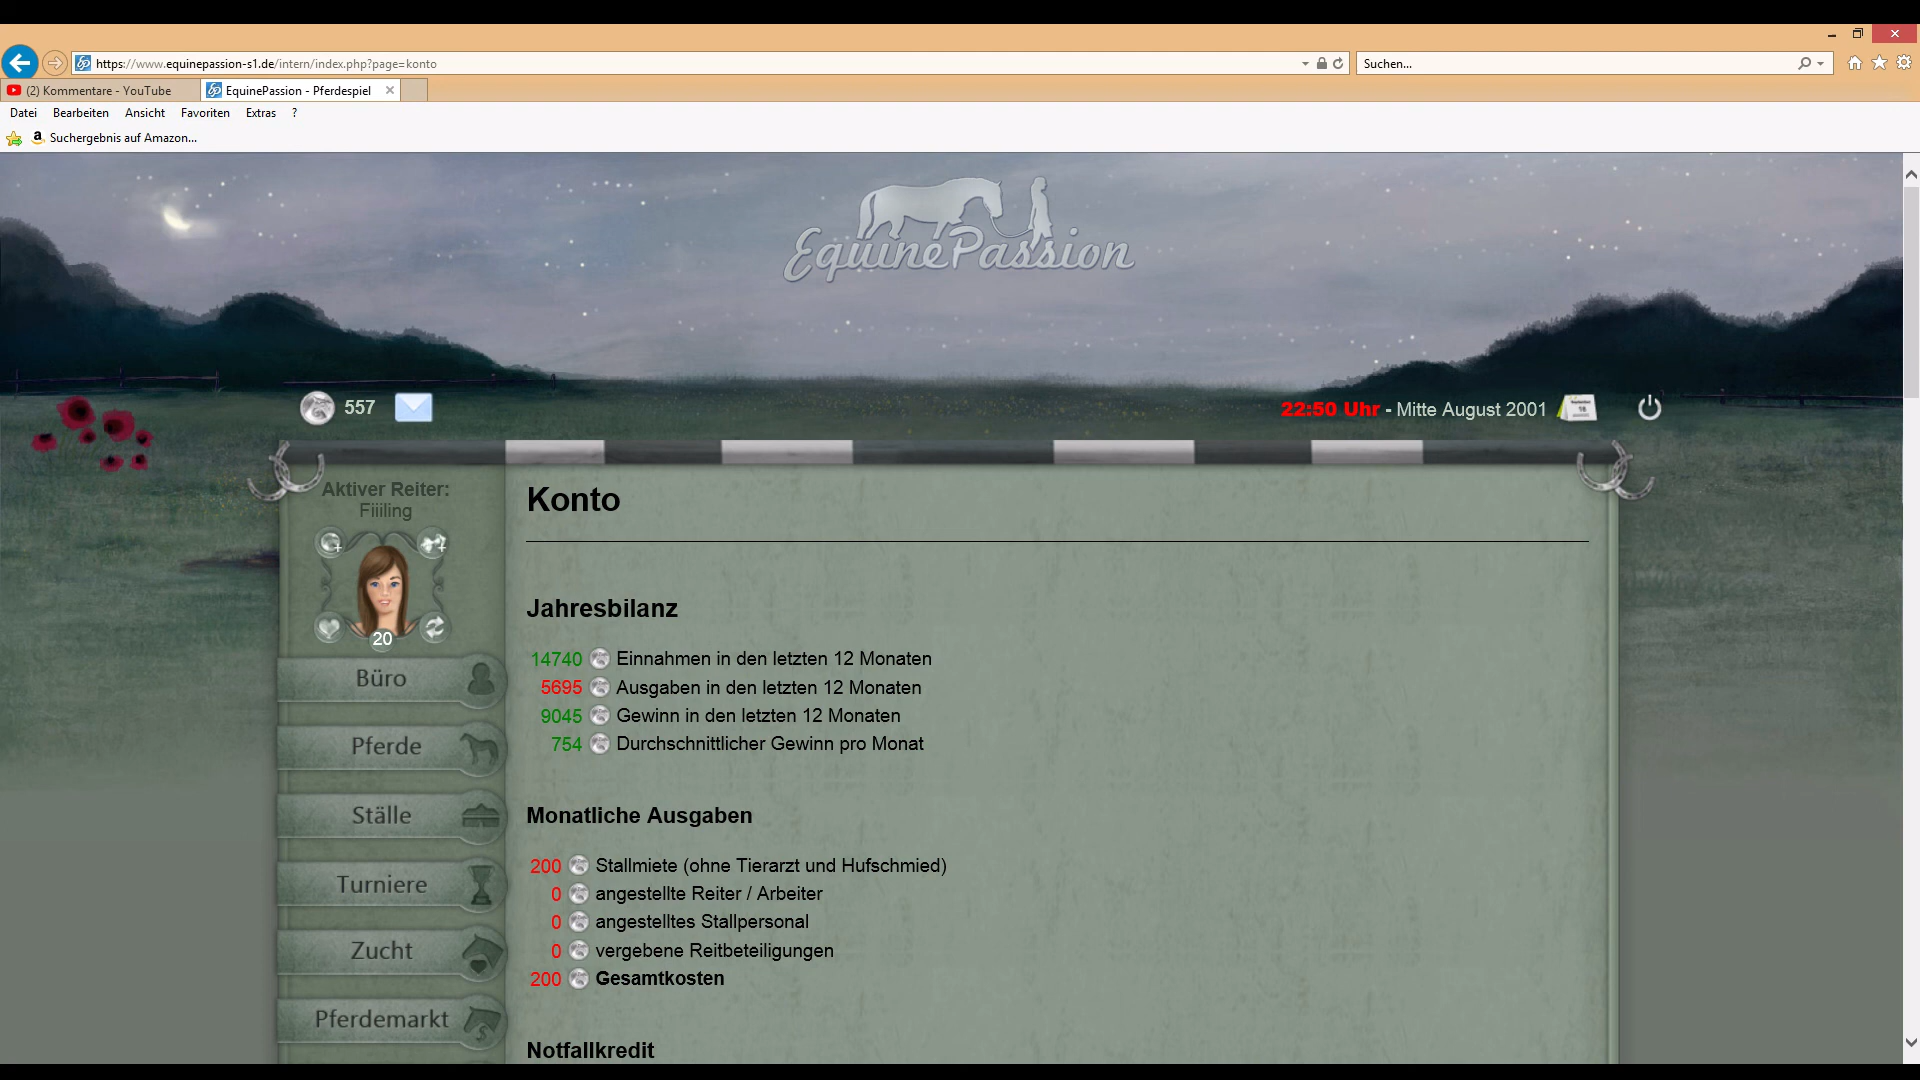 https://www.equinepassion-s1.de/intern/index.php?page=konto
Suchen...
(2) Kommentare - YouTube
EquinePassion - Pferdespiel
Datei Bearbeiten Ansicht Favoriten Extras ?
a Suchergebnis auf Amazon...
EquinePassion
557
22:50 Uhr - Mitte August 2001
Aktiver Reiter:
Fiiiling
20
Büro
Pferde
Ställe
Turniere
Zucht
Pferdemarkt
Konto
Jahresbilanz
14740 Einnahmen in den letzten 12 Monaten
5695 Ausgaben in den letzten 12 Monaten
9045 Gewinn in den letzten 12 Monaten
754 Durchschnittlicher Gewinn pro Monat
Monatliche Ausgaben
200 Stallmiete (ohne Tierarzt und Hufschmied)
0 angestellte Reiter / Arbeiter
0 angestelltes Stallpersonal
0 vergebene Reitbeteiligungen
200 Gesamtkosten
Notfallkredit